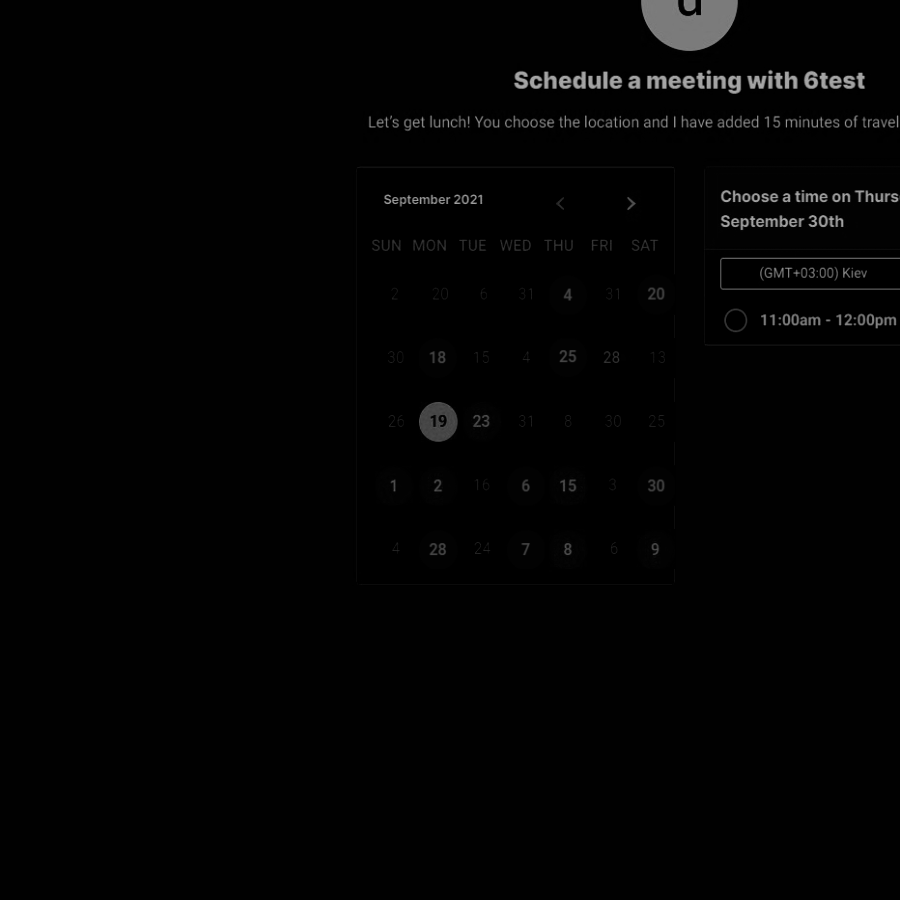 d
Schedule a meeting with 6test
Let's get lunch! You choose the location and I have added 15 minutes of travel
September 2021
SUN MON TUE WED THU FRI SAT
2 20 6 31 4 31 20
30 18 15 4 25 28 13
26 19 23 31 8 30 25
1 2 16 6 15 3 30
4 28 24 7 8 6 9
Choose a time on Thurs
September 30th
(GMT+03:00) Kiev
11:00am - 12:00pm